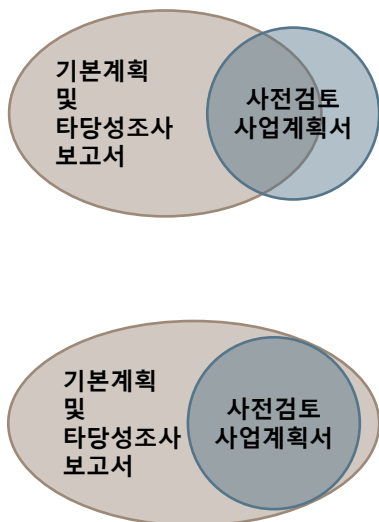 기본계획
및
타당성조사
보고서
사전검토
사업계획서
기본계획
및
타당성조사
보고서
사전검토
사업계획서